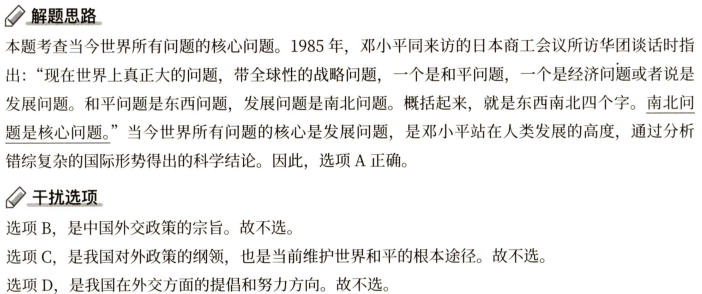 解题思路
本题考查当今世界所有问题的核心问题。1985 年，邓小平同来访的日本商工会议所访华团谈话时指
出：“现在世界上真正大的问题，带全球性的战略问题，一个是和平问题，一个是经济问题或者说是
发展问题。和平问题是东西问题，发展问题是南北问题。概括起来，就是东西南北四个字。南北问
题是核心问题。”当今世界所有问题的核心是发展问题，是邓小平站在人类发展的高度，通过分析
错综复杂的国际形势得出的科学结论。因此，选项 A 正确。
干扰选项
选项 B，是中国外交政策的宗旨。故不选。
选项 C，是我国对外政策的纲领，也是当前维护世界和平的根本途径。故不选。
选项 D，是我国在外交方面的提倡和努力方向。故不选。